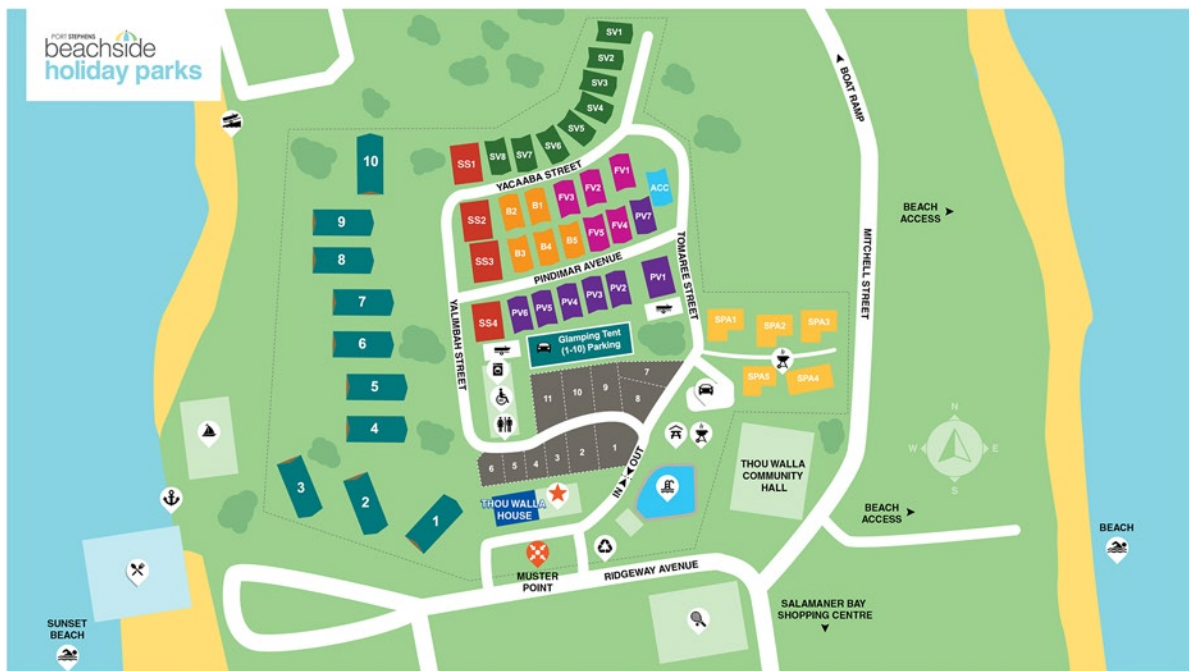 PORT STEPHENS
beachside
holiday parks
SV1
SV2
SV3
SV4
SV5
SV6
SV7
SV8
SS1
YACAABA STREET
BOAT RAMP
10
9
8
7
6
5
4
3
2
1
SS2
B2
B1
FV3
FV2
FV1
ACC
SS3
B3
B4
B5
FV5
FV4
PV7
PINDIMAR AVENUE
TOMAREE STREET
MITCHELL STREET
YALIMBAH STREET
BEACH
ACCESS
SS4
PV6
PV5
PV4
PV3
PV2
PV1
Glamping Tent
(1-10) Parking
SPA1
SPA2
SPA3
SPA5
SPA4
11
10
9
7
8
6
5
4
3
2
1
IN
OUT
N
W
E
S
THOU WALLA
COMMUNITY
HALL
THOU WALLA
HOUSE
BEACH
ACCESS
BEACH
MUSTER
POINT
RIDGEWAY AVENUE
SALAMANER BAY
SHOPPING CENTRE
SUNSET
BEACH